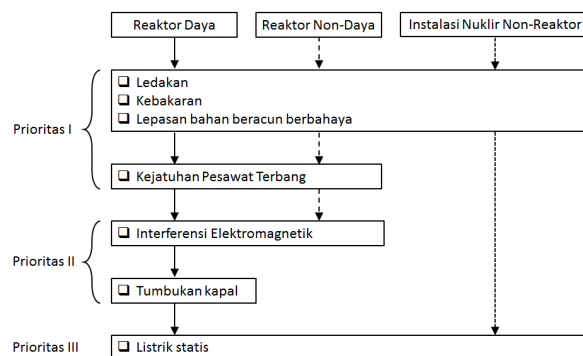 Reaktor Daya
Reaktor Non-Daya
Instalasi Nuklir Non-Reaktor
Prioritas I
❑ Ledakan
❑ Kebakaran
❑ Lepasan bahan beracun berbahaya
❑ Kejatuhan Pesawat Terbang
Prioritas II
❑ Interferensi Elektromagnetik
❑ Tumbukan kapal
Prioritas III
❑ Listrik statis